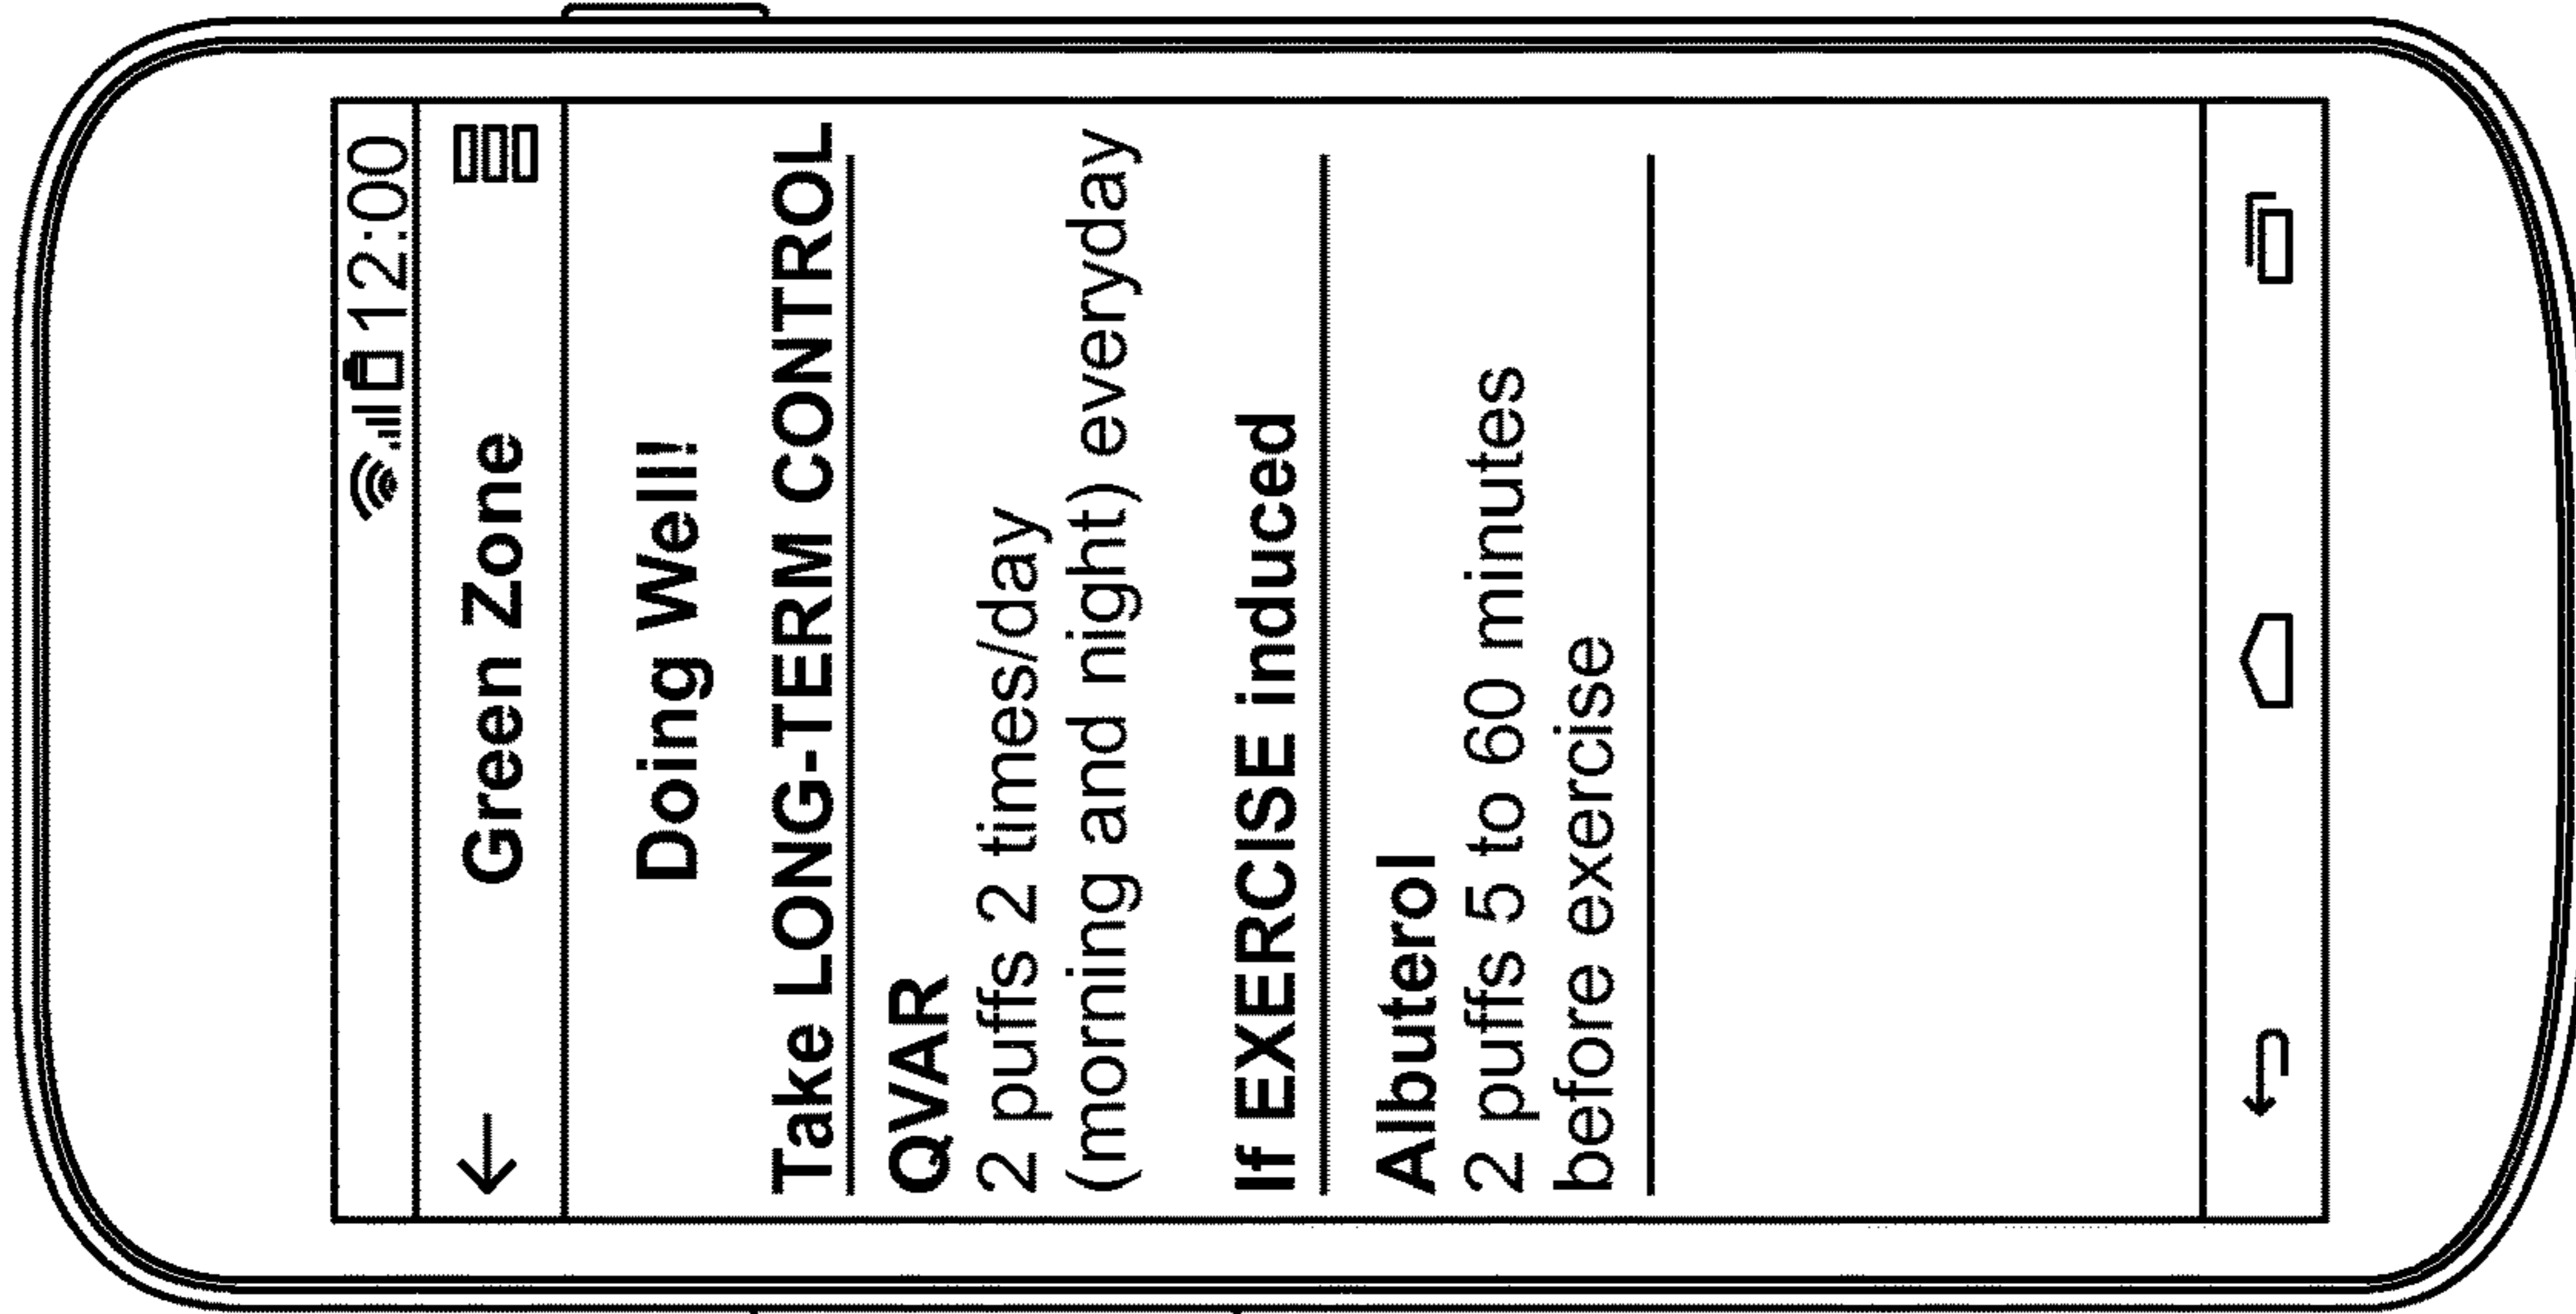 12:00
Green Zone
Doing Well!
Take LONG-TERM CONTROL
QVAR
2 puffs 2 times/day
(morning and night) everyday
If EXERCISE induced
Albuterol
2 puffs 5 to 60 minutes
before exercise